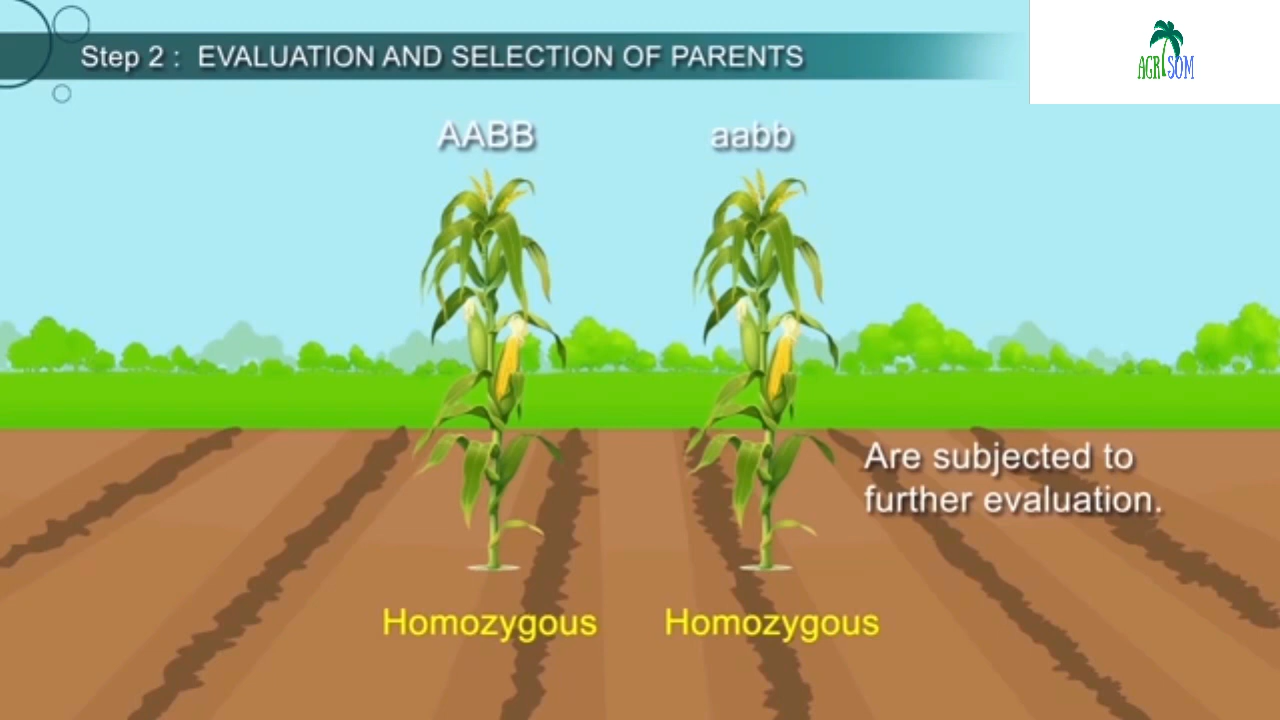 Step 2 : EVALUATION AND SELECTION OF PARENTS
AGRISOM
AABB
aabb
Are subjected to
further evaluation.
Homozygous
Homozygous